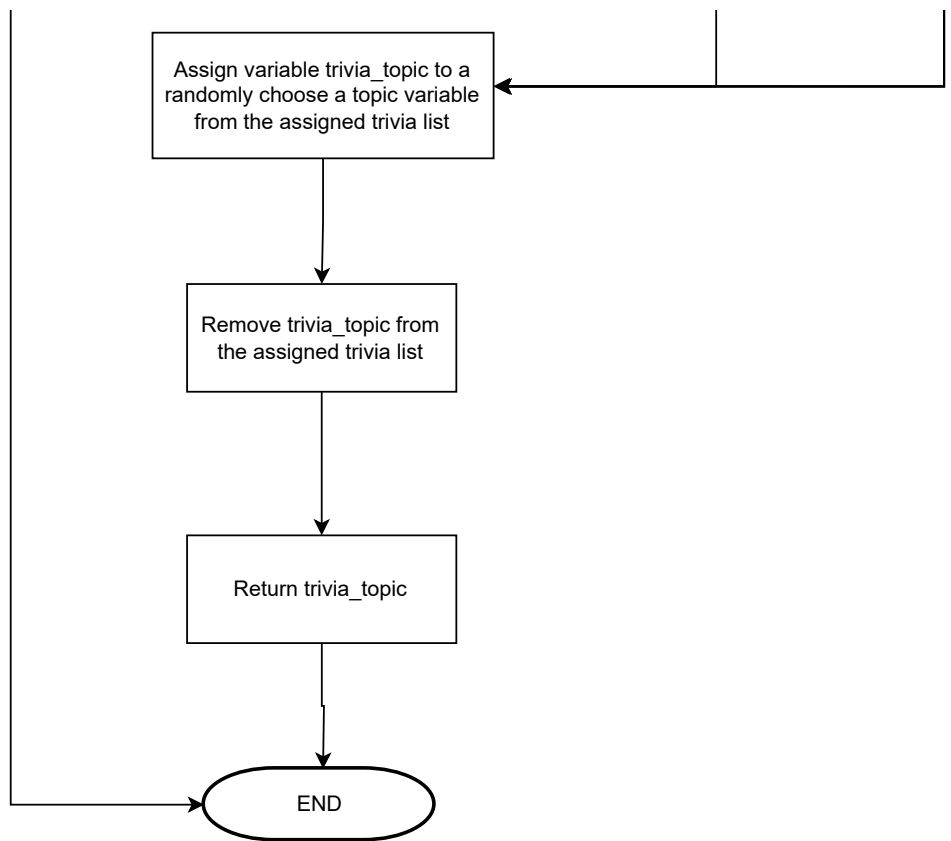 Assign variable trivia_topic to a
randomly choose a topic variable
from the assigned trivia list
Remove trivia_topic from
the assigned trivia list
Return trivia_topic
END